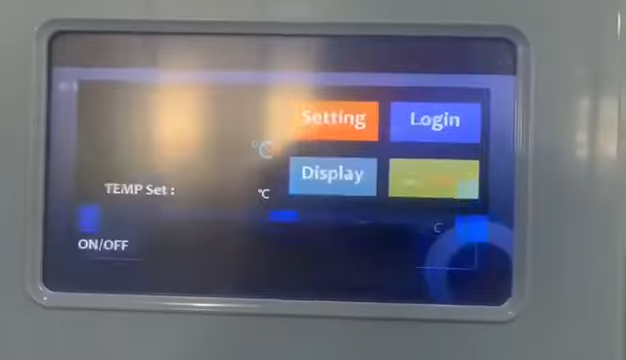 Setting
Login
°C
Display
TEMP Set :
°C
C
ON/OFF